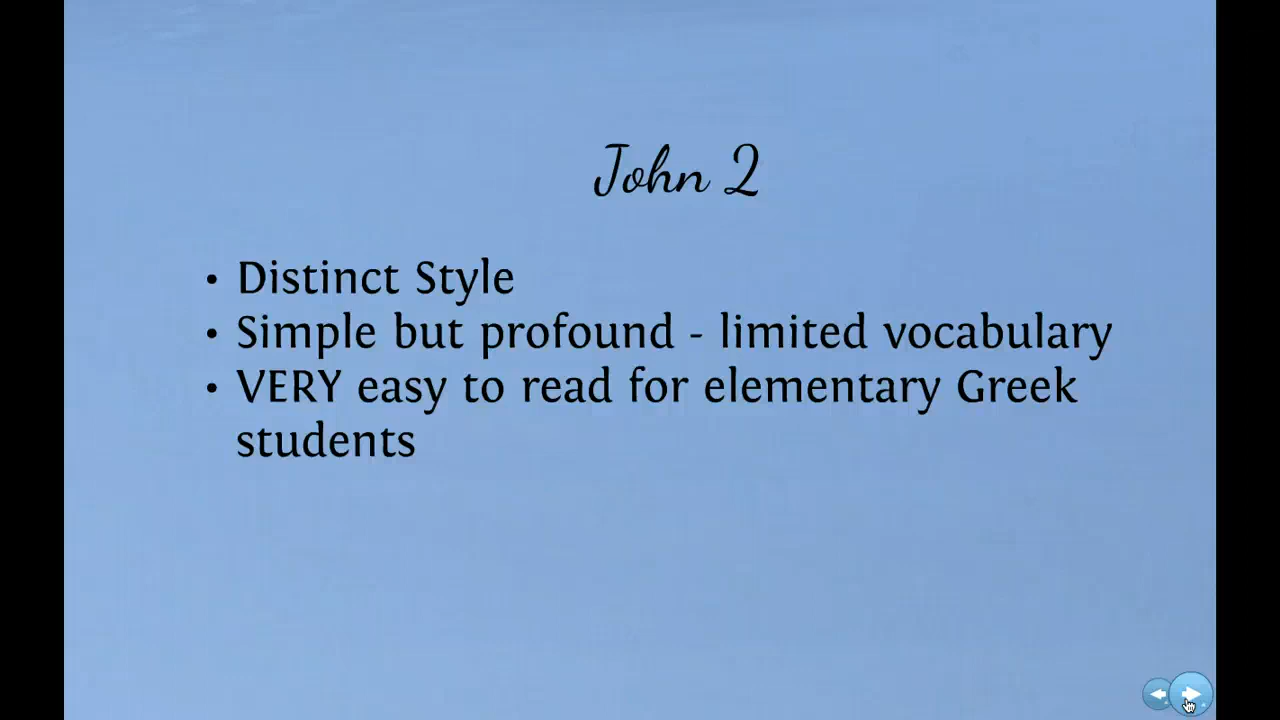 John 2
• Distinct Style
• Simple but profound - limited vocabulary
• VERY easy to read for elementary Greek
students